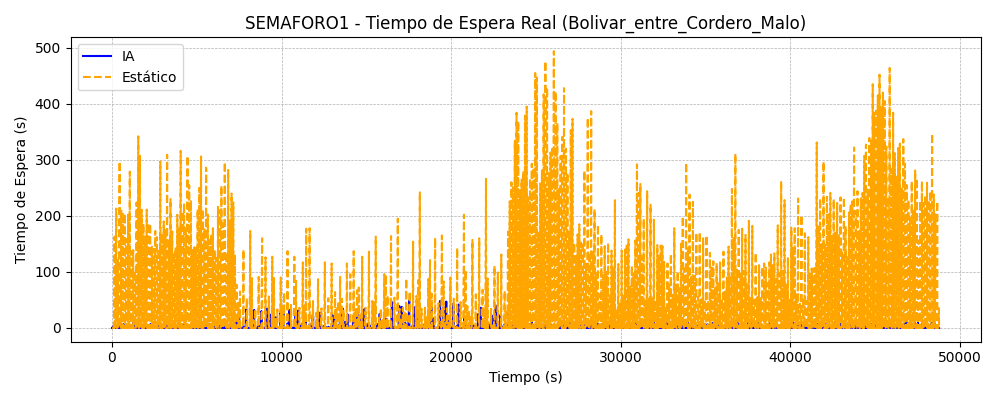 SEMAFORO1 - Tiempo de Espera Real (Bolivar_entre_Cordero_Malo)
IA
Estático
Tiempo de Espera (s)
500
400
300
200
100
0
0 10000 20000 30000 40000 50000
Tiempo (s)